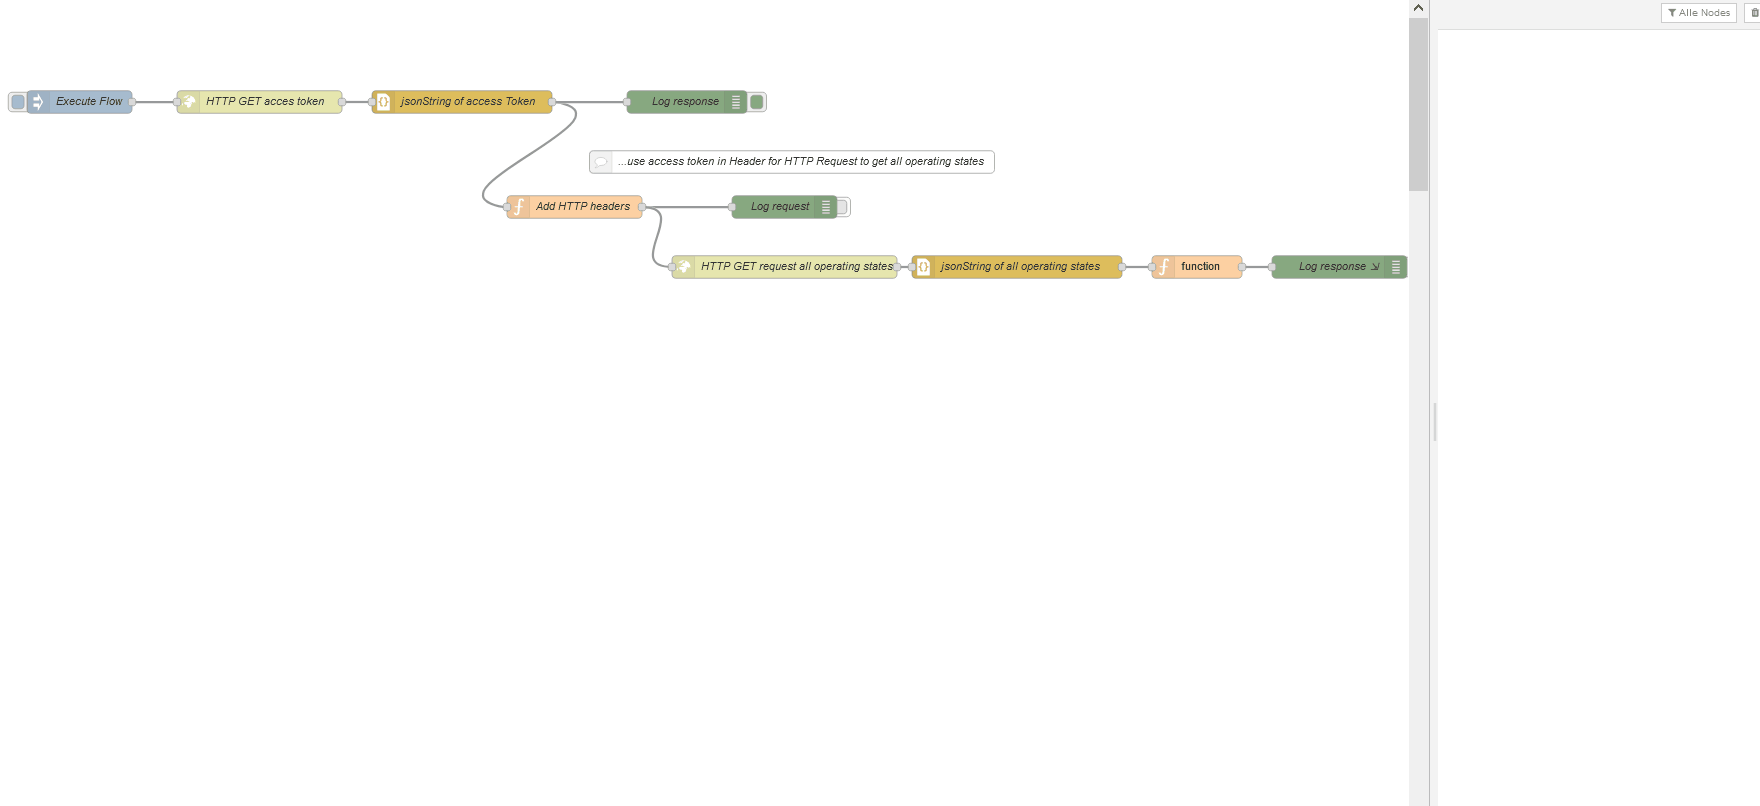 Alle Nodes
Execute Flow
HTTP GET acces token
jsonString of access Token
Log response
...use access token in Header for HTTP Request to get all operating states
Add HTTP headers
Log request
HTTP GET request all operating states
jsonString of all operating states
function
Log response